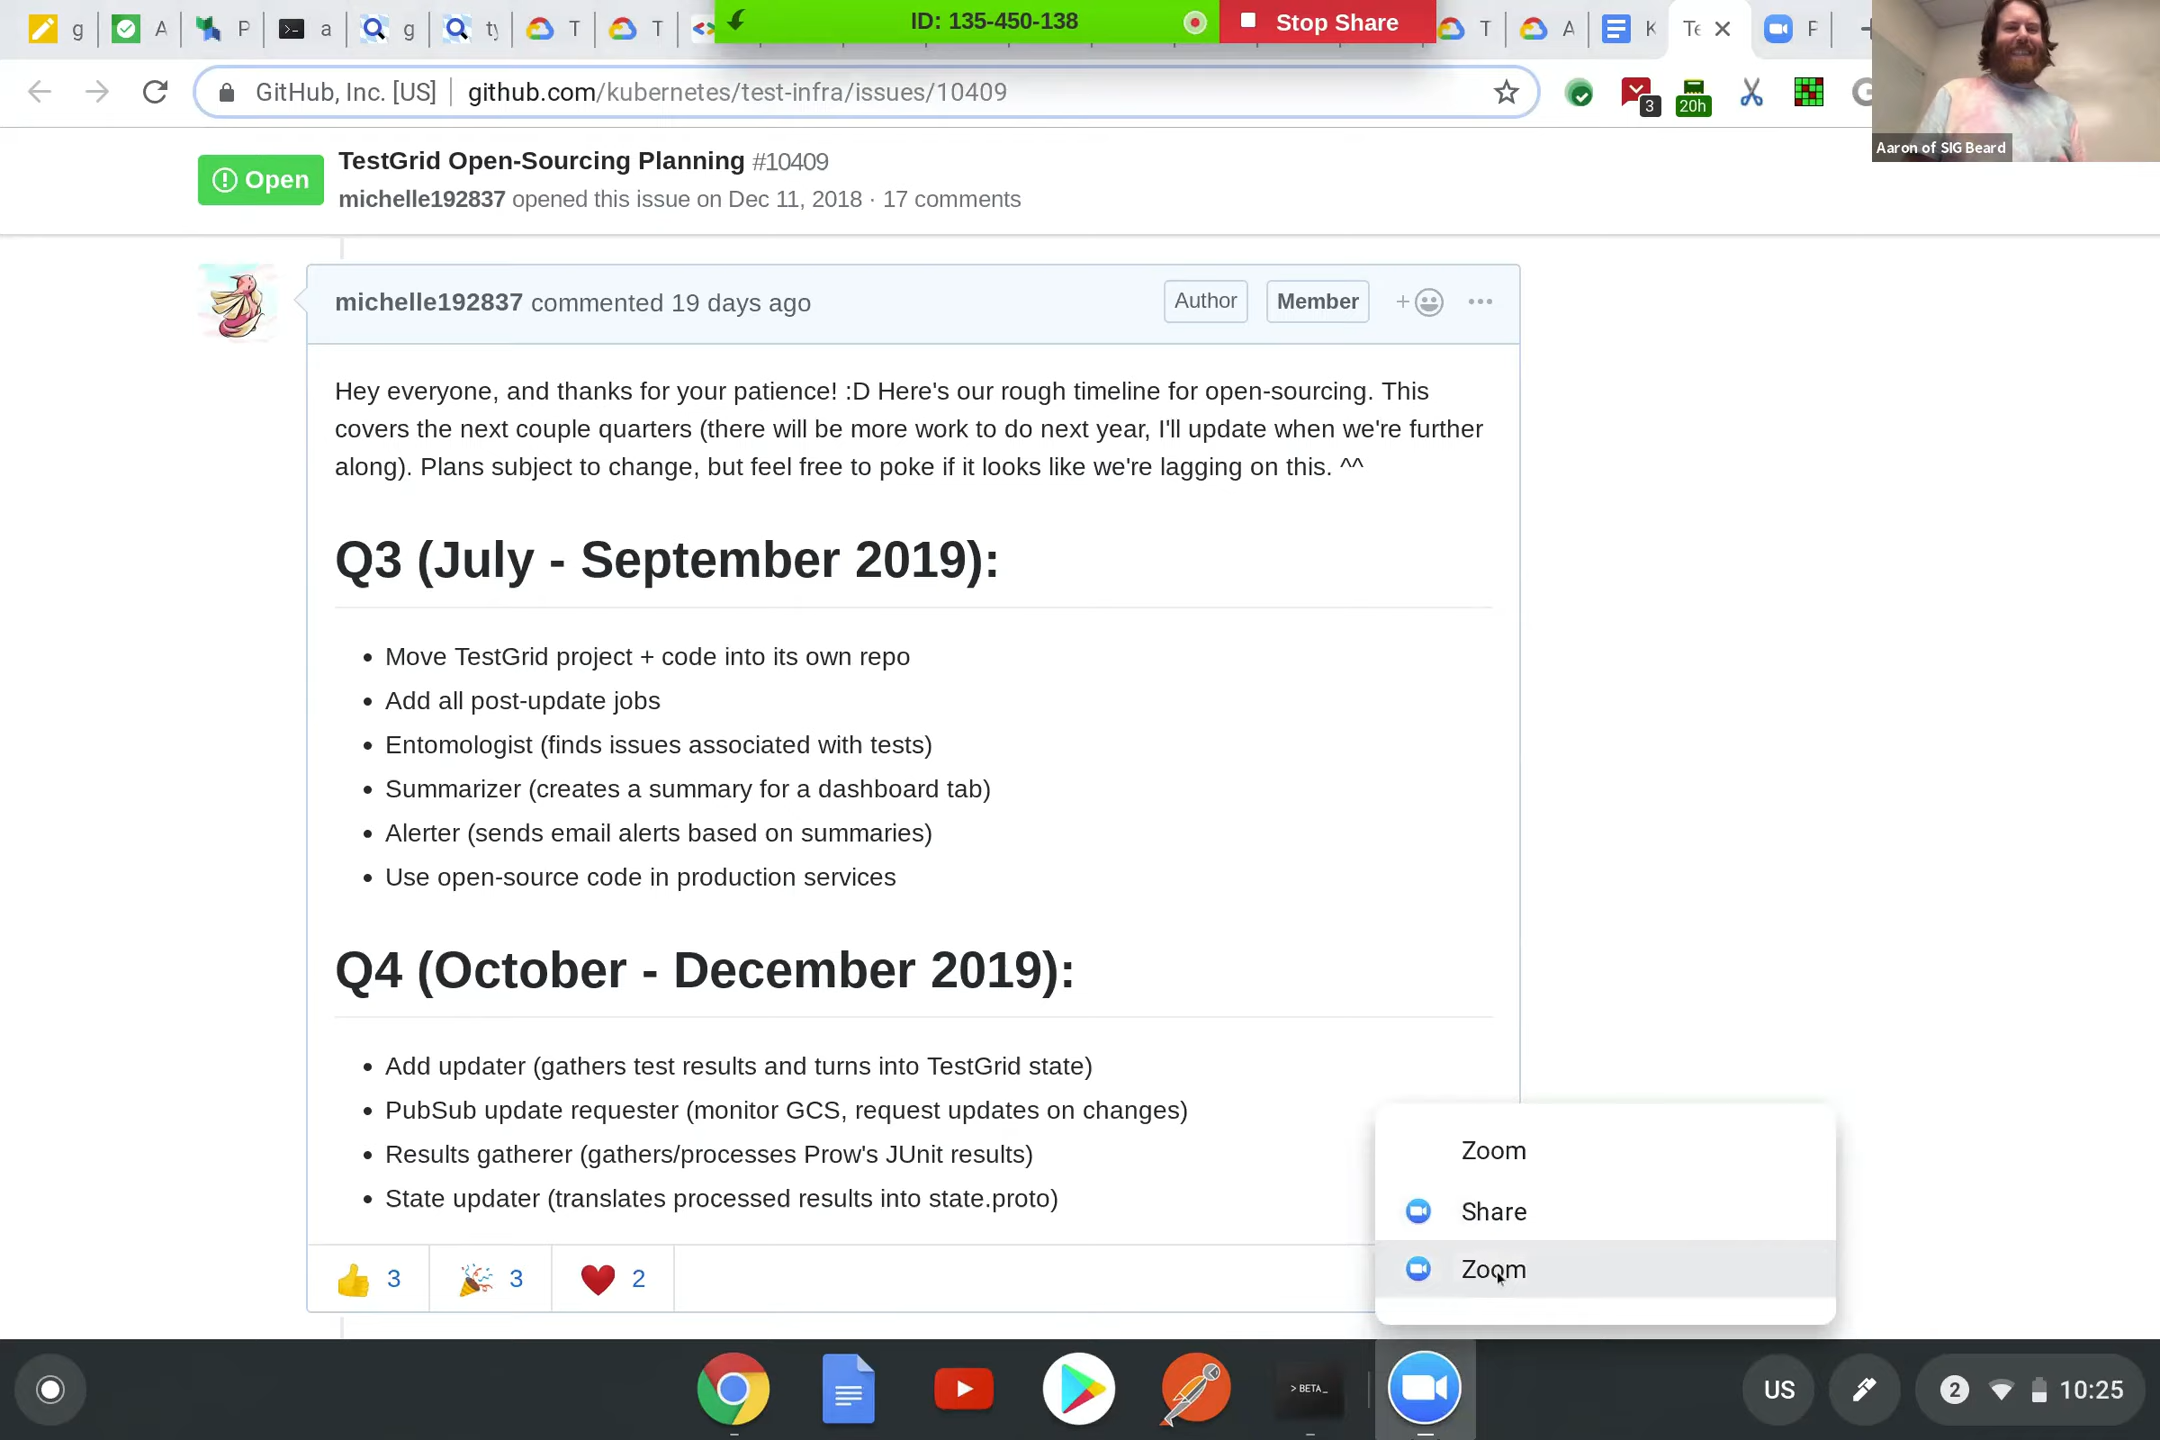 g
A
P
a
g
ty
T
T
ID: 135-450-138
Stop Share
T
A
K
Te
P
GitHub, Inc. [US]
github.com/kubernetes/test-infra/issues/10409
3
20h
Aaron of SIG Beard
Open
TestGrid Open-Sourcing Planning #10409
michelle192837 opened this issue on Dec 11, 2018 · 17 comments
michelle192837 commented 19 days ago
Author
Member
Hey everyone, and thanks for your patience! :D Here's our rough timeline for open-sourcing. This
covers the next couple quarters (there will be more work to do next year, I'll update when we're further
along). Plans subject to change, but feel free to poke if it looks like we're lagging on this. ^^
Q3 (July - September 2019):
• Move TestGrid project + code into its own repo
• Add all post-update jobs
• Entomologist (finds issues associated with tests)
• Summarizer (creates a summary for a dashboard tab)
• Alerter (sends email alerts based on summaries)
• Use open-source code in production services
Q4 (October - December 2019):
• Add updater (gathers test results and turns into TestGrid state)
• PubSub update requester (monitor GCS, request updates on changes)
• Results gatherer (gathers/processes Prow's JUnit results)
• State updater (translates processed results into state.proto)
3
3
2
Zoom
Share
Zoom
> BETA_
US
2
10:25